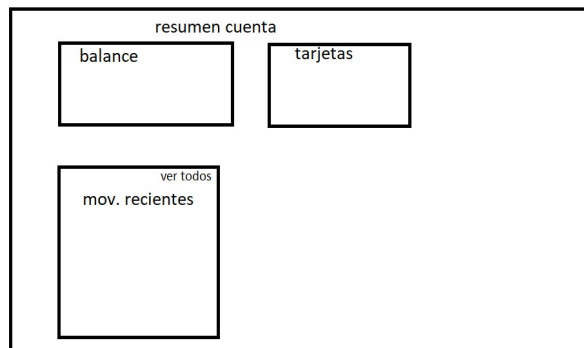 resumen cuenta
balance
tarjetas
ver todos
mov. recientes